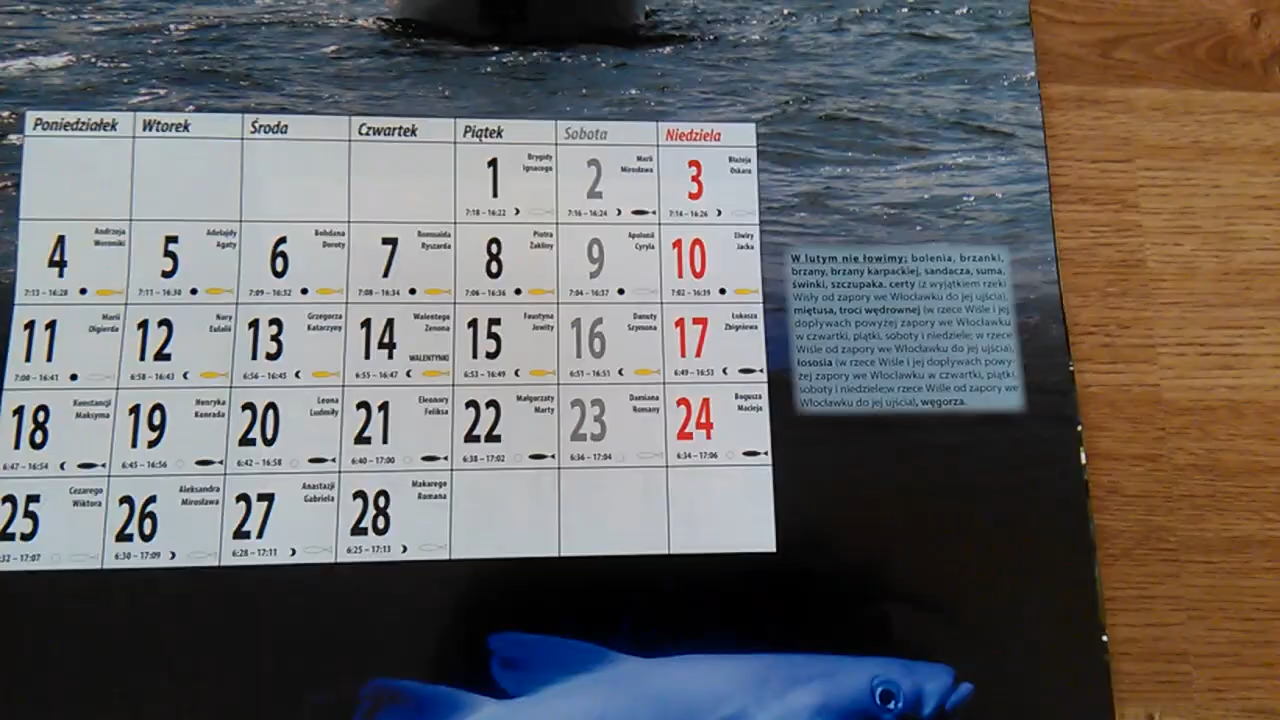 Poniedziałek Wtorek Środa Czwartek Piątek Sobota Niedziela
1 Brygidy Ignacego
7:18 – 16:22
2 Marii Mirosława
7:16 – 16:24
3 Błażeja Oskara
7:14 – 16:26
4 Andrzeja Weroniki
7:13 – 16:28
5 Adelajdy Agaty
7:11 – 16:30
6 Bohdana Doroty
7:09 – 16:32
7 Romualda Ryszarda
7:08 – 16:34
8 Piotra Żakliny
7:06 – 16:36
9 Apolonii Cyryla
7:04 – 16:37
10 Elwiry Jacka
7:02 – 16:39
11 Marii Olgierda
7:00 – 16:41
12 Nory Eulalii
6:58 – 16:43
13 Grzegorza Katarzyny
6:56 – 16:45
14 Walentego Zenona
WALENTYNKI
6:55 – 16:47
15 Faustyna Jowity
6:53 – 16:49
16 Danuty Szymona
6:51 – 16:51
17 Łukasza Zbigniewa
6:49 – 16:53
18 Konstancji Maksyma
6:47 – 16:54
19 Henryka Konrada
6:45 – 16:56
20 Leona Ludmiły
6:42 – 16:58
21 Eleonory Feliksa
6:40 – 17:00
22 Małgorzaty Marty
6:38 – 17:02
23 Damiana Romany
6:36 – 17:04
24 Bogusza Macieja
6:34 – 17:06
25 Cezarego Wiktora
:32 – 17:07
26 Aleksandra Mirosława
6:30 – 17:09
27 Anastazji Gabriela
6:28 – 17:11
28 Makarego Romana
6:25 – 17:13
W lutym nie łowimy: bolenia, brzanki,
brzany, brzany karpackiej, sandacza, suma,
świnki, szczupaka, certy (z wyjątkiem rzeki
Wisły od zapory we Włocławku do jej ujścia),
miętusa, troci wędrownej (w rzece Wiśle i jej
dopływach powyżej zapory we Włocławku
w czwartki, piątki, soboty i niedziele; w rzece
Wiśle od zapory we Włocławku do jej ujścia),
łososia (w rzece Wiśle i jej dopływach powy-
żej zapory we Włocławku w czwartki, piątki,
soboty i niedziele;w rzece Wiśle od zapory we
Włocławku do jej ujścia), węgorza.